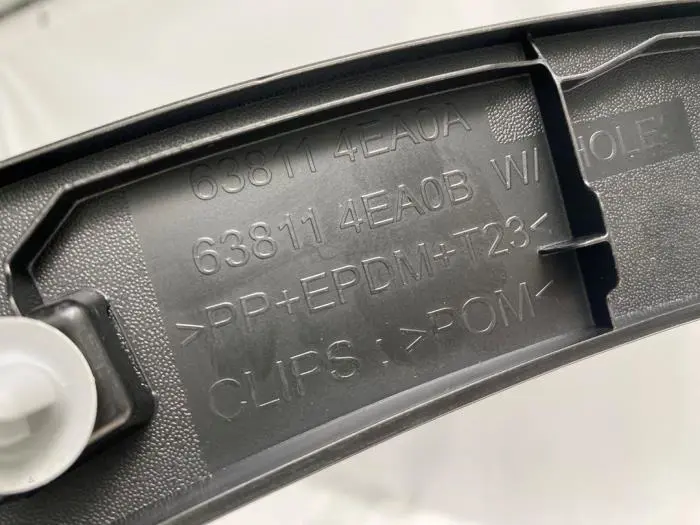 63811 4EA0A
63811 4EA0B W/HOLE
>PP+EPDM+T23<
CLIPS : >POM<